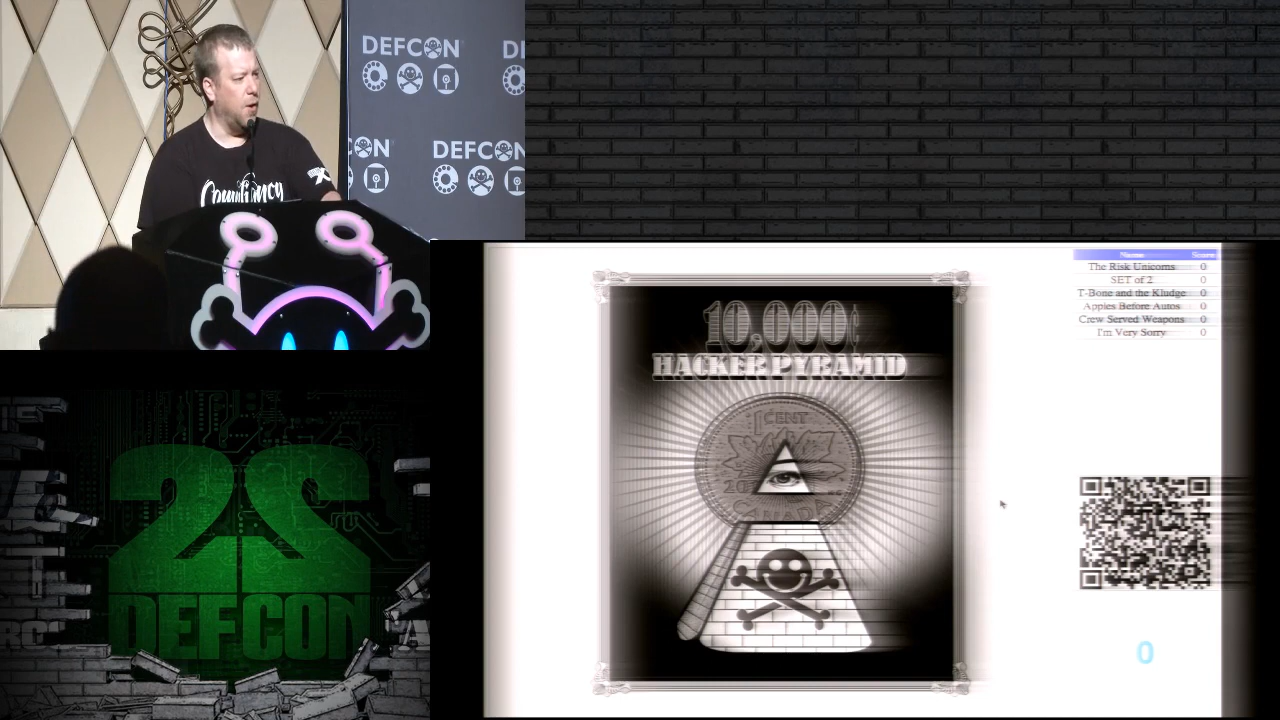 DEFCON
DEFCON
CON
DEFCON
Name Score
The Risk Unicorns 0
SET of 2 0
T-Bone and the Kludge 0
Apples Before Autos 0
Crew Served Weapons 0
I'm Very Sorry 0
10,000¢
HACKER PYRAMID
1 CENT
CANADA
0
22
DEFCON